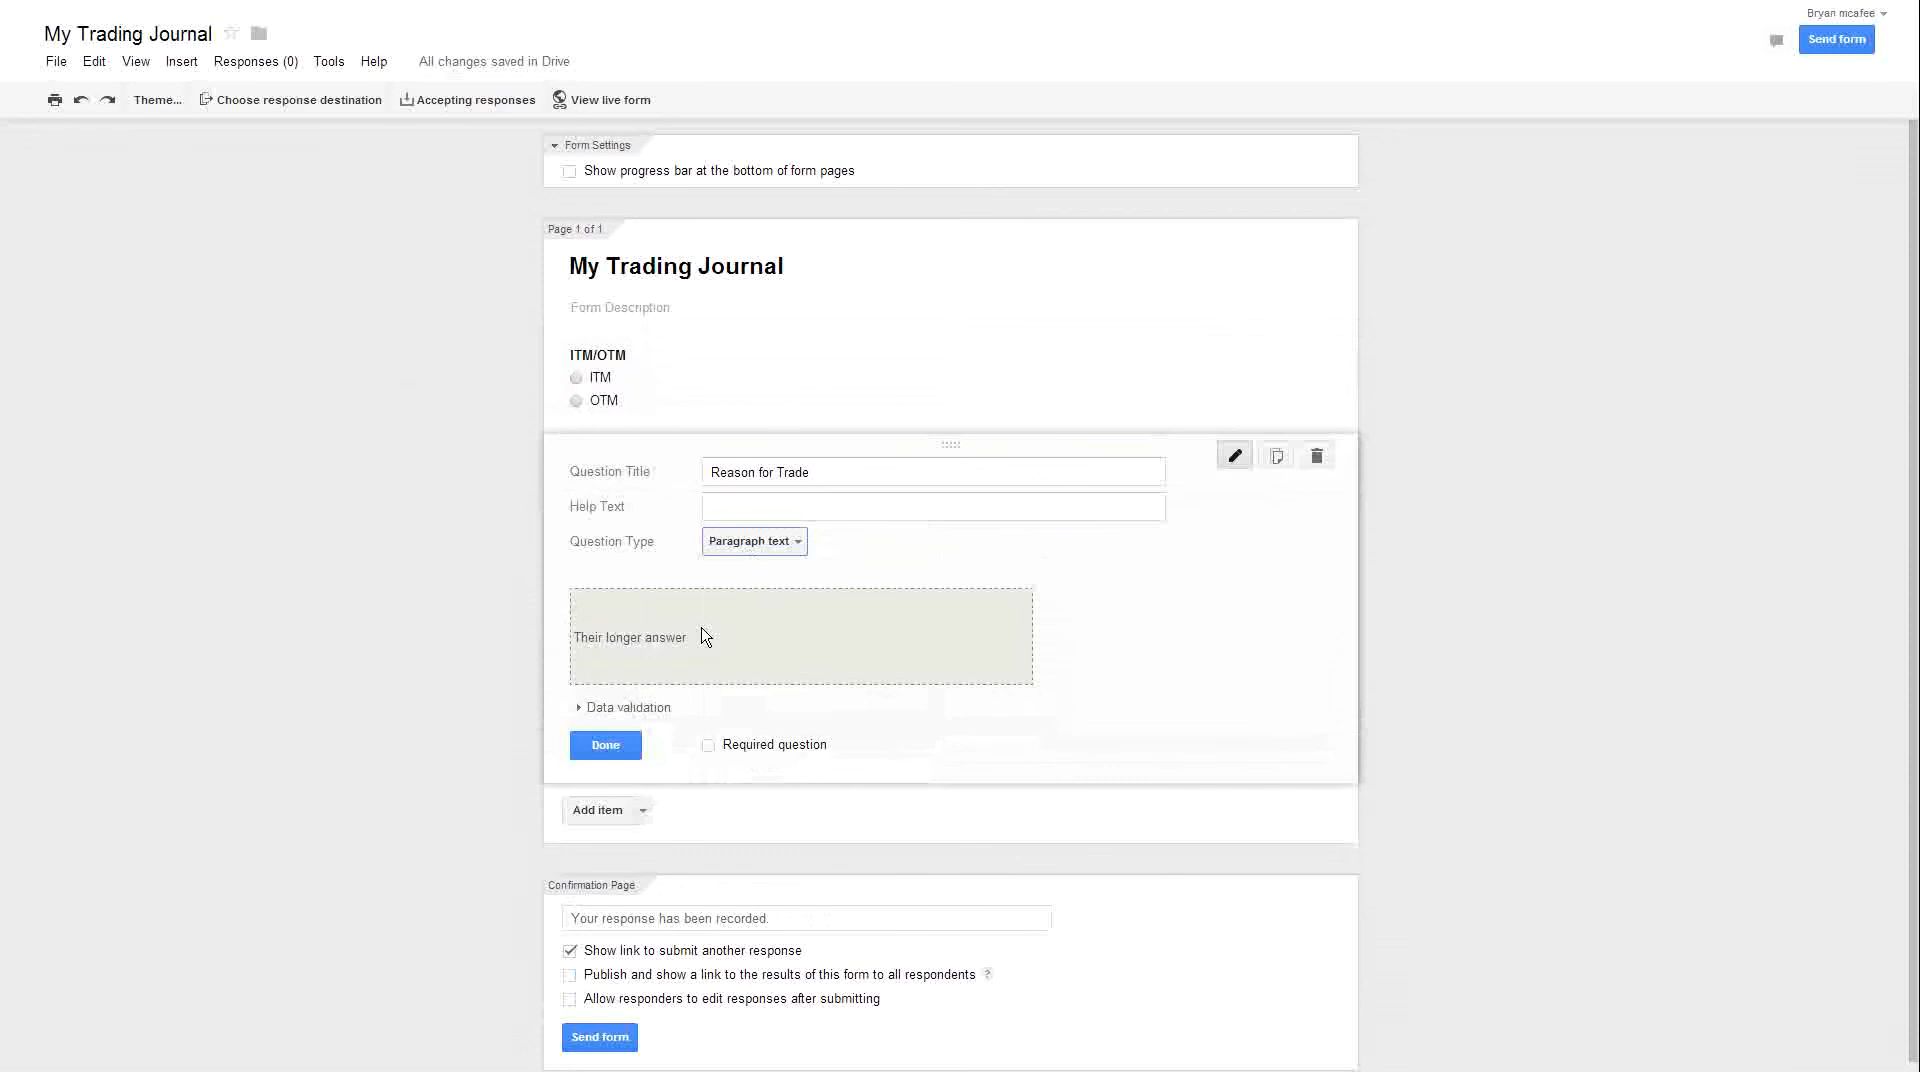 Bryan mcafee
My Trading Journal
Send form
File Edit View Insert Responses (0) Tools Help All changes saved in Drive
Theme... Choose response destination Accepting responses View live form
Form Settings
Show progress bar at the bottom of form pages
Page 1 of 1
My Trading Journal
Form Description
ITM/OTM
ITM
OTM
Question Title Reason for Trade
Help Text
Question Type Paragraph text
Their longer answer
Data validation
Done Required question
Add item
Confirmation Page
Your response has been recorded.
Show link to submit another response
Publish and show a link to the results of this form to all respondents ?
Allow responders to edit responses after submitting
Send form